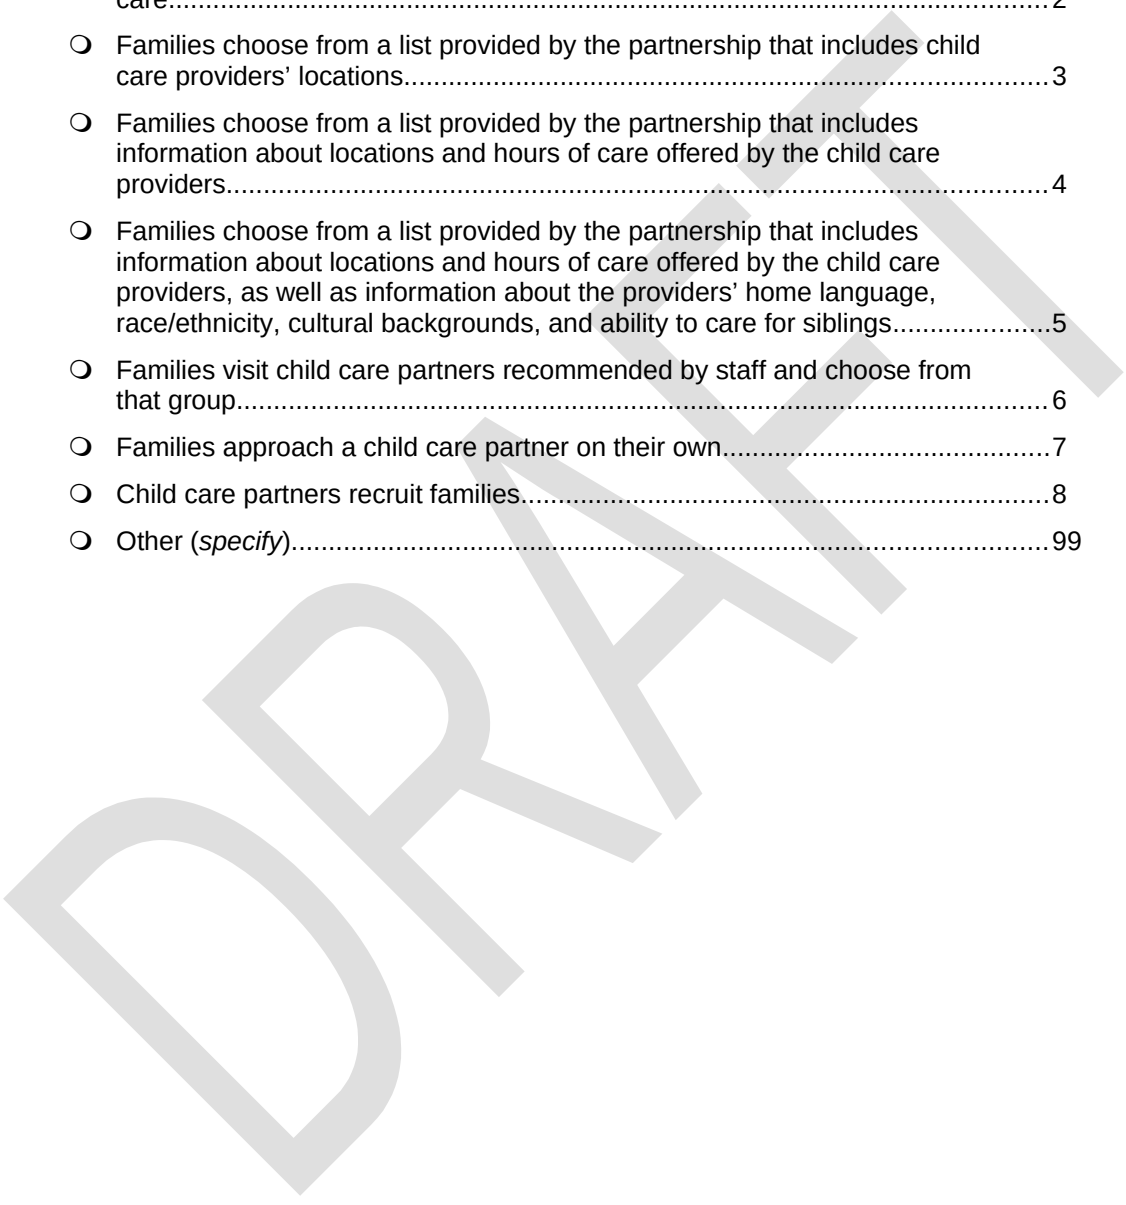 care....................................................................................................................2
❍ Families choose from a list provided by the partnership that includes child
care providers’ locations......................................................................................3
❍ Families choose from a list provided by the partnership that includes
information about locations and hours of care offered by the child care
providers..............................................................................................................4
❍ Families choose from a list provided by the partnership that includes
information about locations and hours of care offered by the child care
providers, as well as information about the providers’ home language,
race/ethnicity, cultural backgrounds, and ability to care for siblings.....................5
❍ Families visit child care partners recommended by staff and choose from
that group.............................................................................................................6
❍ Families approach a child care partner on their own............................................7
❍ Child care partners recruit families.......................................................................8
❍ Other (specify)......................................................................................................99
DRAFT